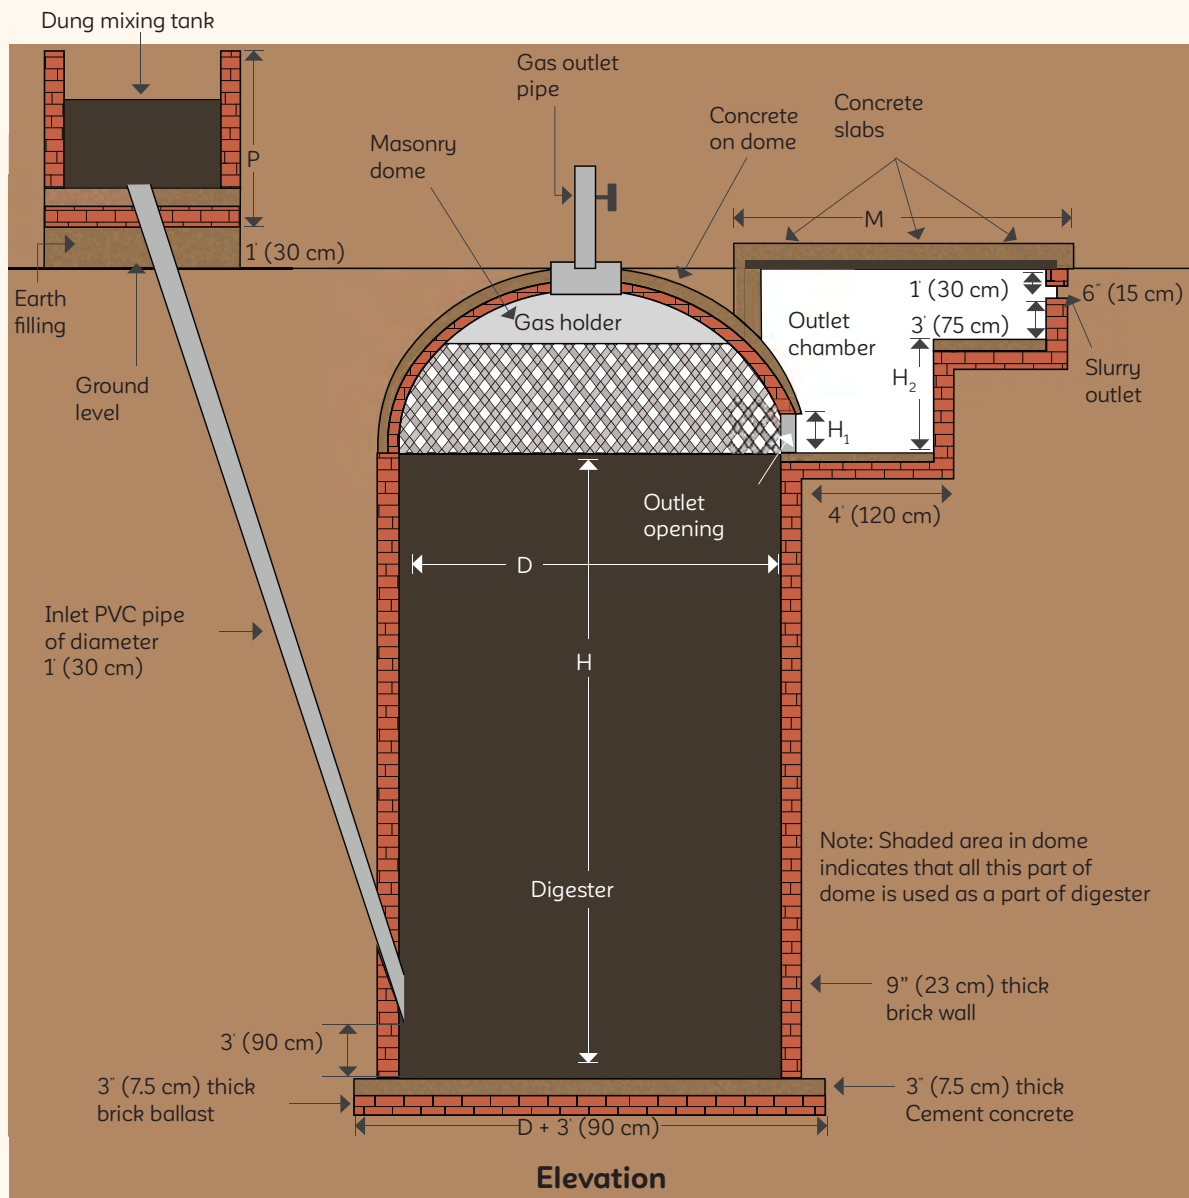 Dung mixing tank
Gas outlet
pipe
Concrete
slabs
Concrete
on dome
Masonry
dome
P
M
1' (30 cm)
Earth
filling
Ground
level
Gas holder
Outlet
chamber
1' (30 cm)
6" (15 cm)
3' (75 cm)
H2
Slurry
outlet
H1
Outlet
opening
4' (120 cm)
D
Inlet PVC pipe
of diameter
1' (30 cm)
H
Note: Shaded area in dome
indicates that all this part of
dome is used as a part of digester
Digester
9” (23 cm) thick
brick wall
3' (90 cm)
3" (7.5 cm) thick
brick ballast
3" (7.5 cm) thick
Cement concrete
D + 3' (90 cm)
Elevation